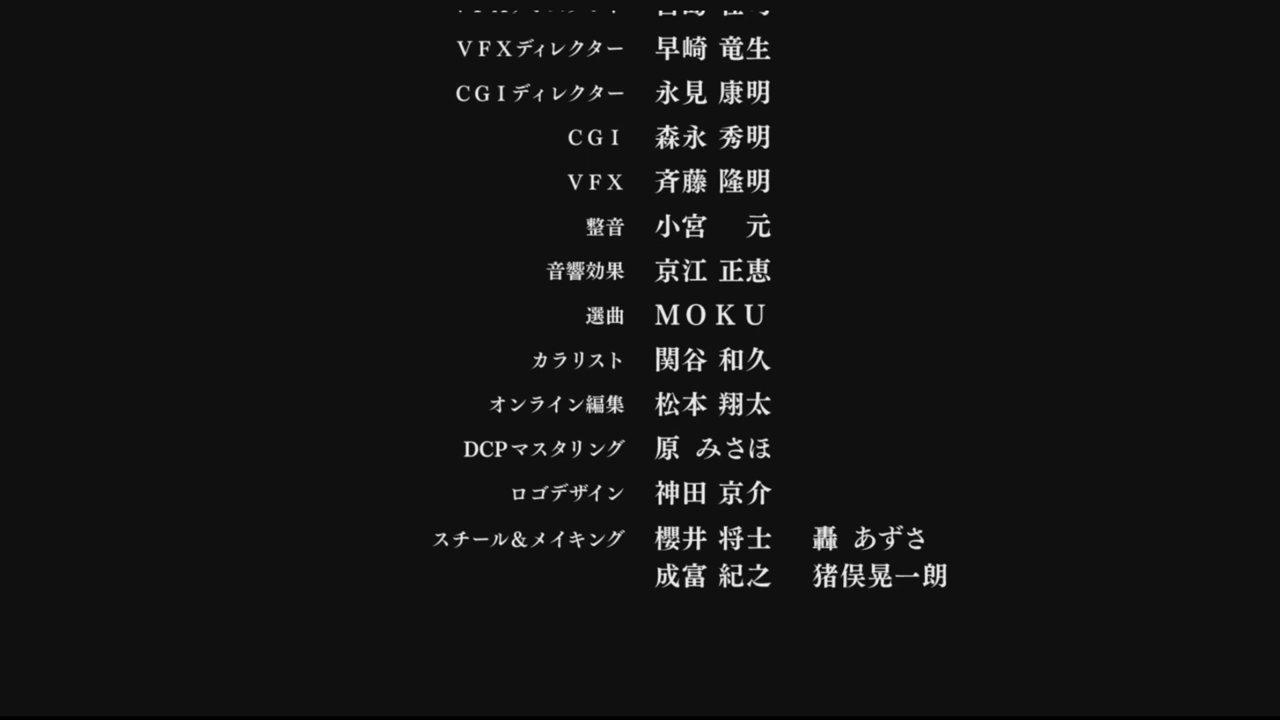 VFXディレクター 早崎 竜生
CGIディレクター 永見 康明
CGI 森永 秀明
VFX 斉藤 隆明
整音 小宮 元
音響効果 京江 正恵
選曲 MOKU
カラリスト 関谷 和久
オンライン編集 松本 翔太
DCPマスタリング 原 みさほ
ロゴデザイン 神田 京介
スチール&メイキング 櫻井 将士 轟 あずさ
成富 紀之 猪俣晃一朗